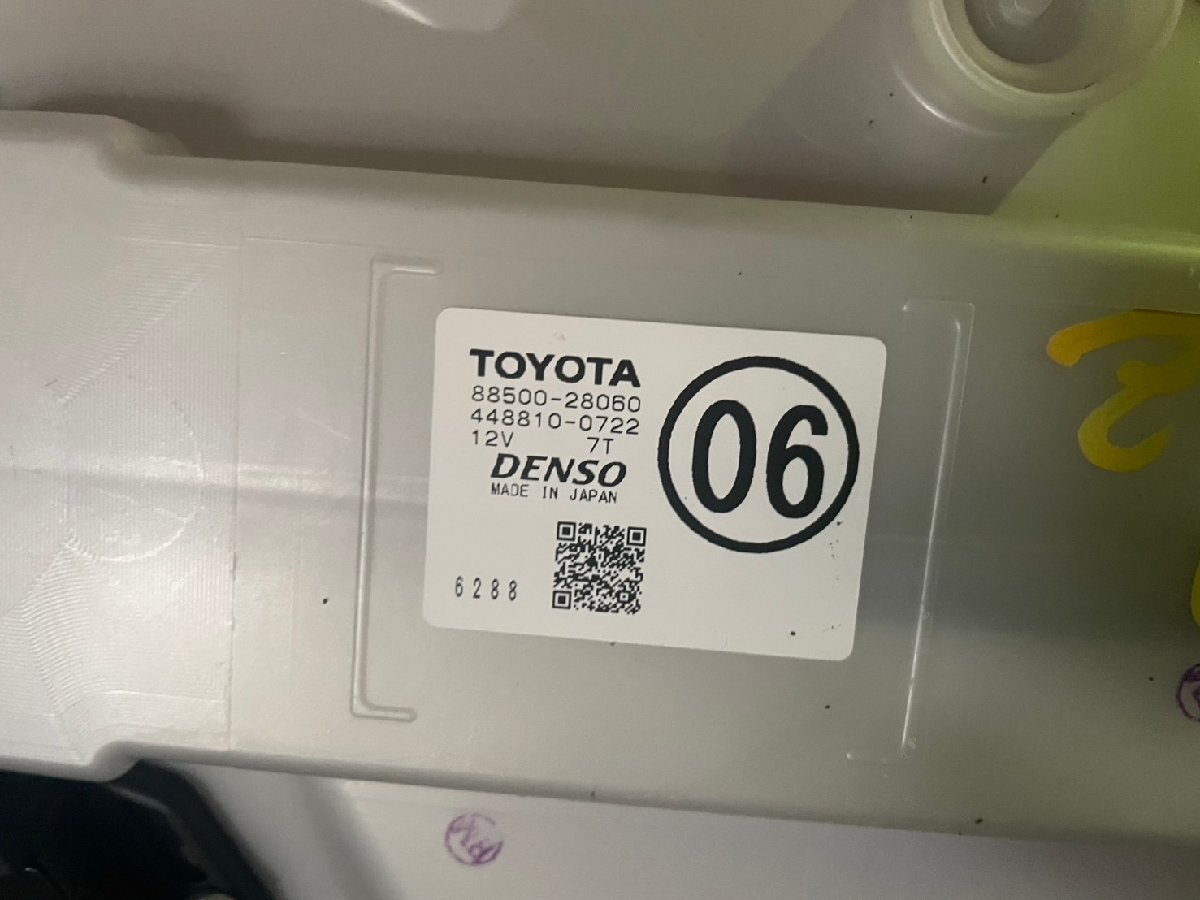 TOYOTA
88500-28060
448810-0722
12V 7T
DENSO
MADE IN JAPAN
06
6288